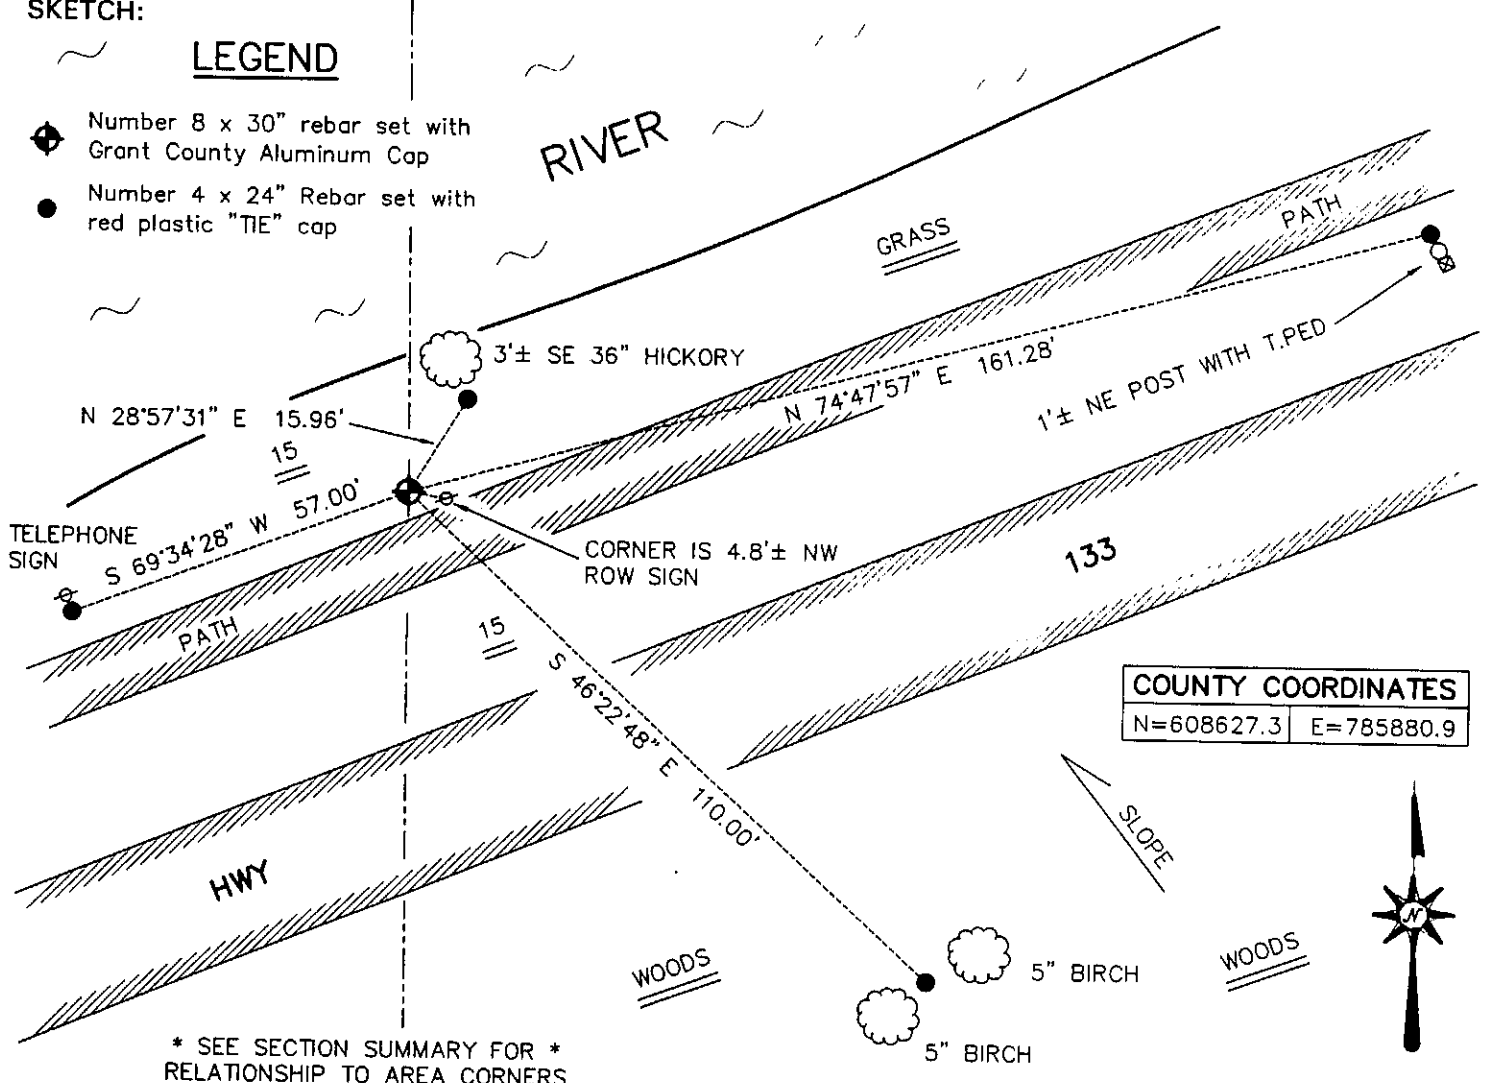 SKETCH:
LEGEND
Number 8 x 30" rebar set with
Grant County Aluminum Cap
Number 4 x 24" Rebar set with
red plastic "TIE" cap
RIVER
GRASS
PATH
3'± SE 36" HICKORY
N 28°57'31" E 15.96'
N 74°47'57" E 161.28'
1'± NE POST WITH T.PED
15
S 69°34'28" W 57.00'
TELEPHONE
SIGN
CORNER IS 4.8'± NW
ROW SIGN
133
PATH
15
S 46°22'48" E 110.00'
COUNTY COORDINATES
N=608627.3 E=785880.9
SLOPE
HWY
N
WOODS
WOODS
5" BIRCH
5" BIRCH
* SEE SECTION SUMMARY FOR *
RELATIONSHIP TO AREA CORNERS